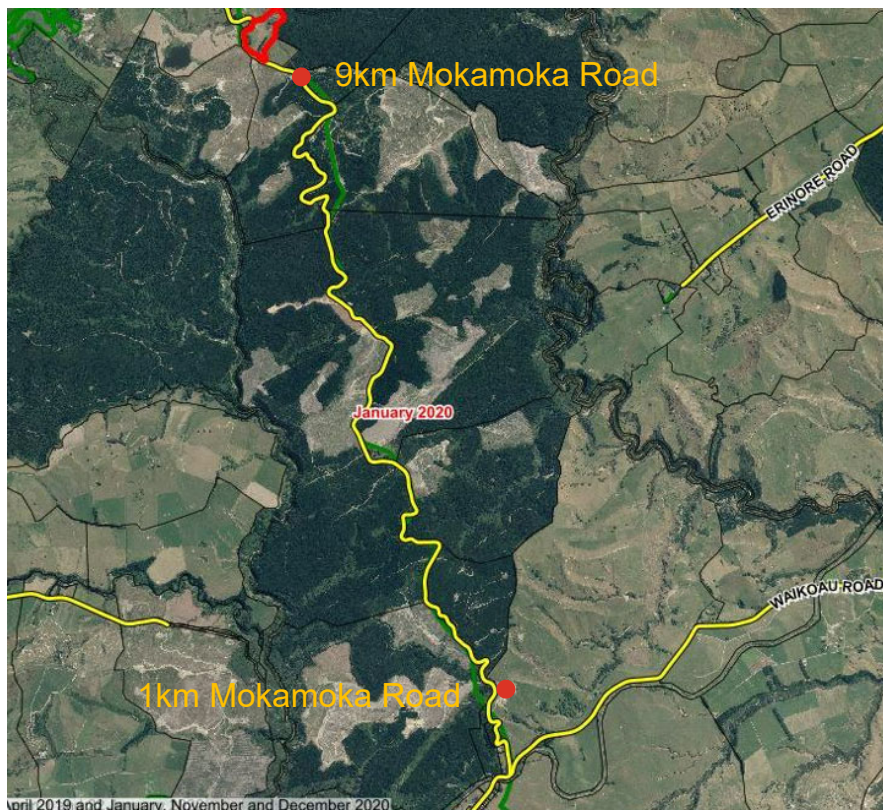 9km Mokamoka Road
ERINORE ROAD
January 2020
WAIKOAU ROAD
1km Mokamoka Road
April 2019 and January, November and December 2020